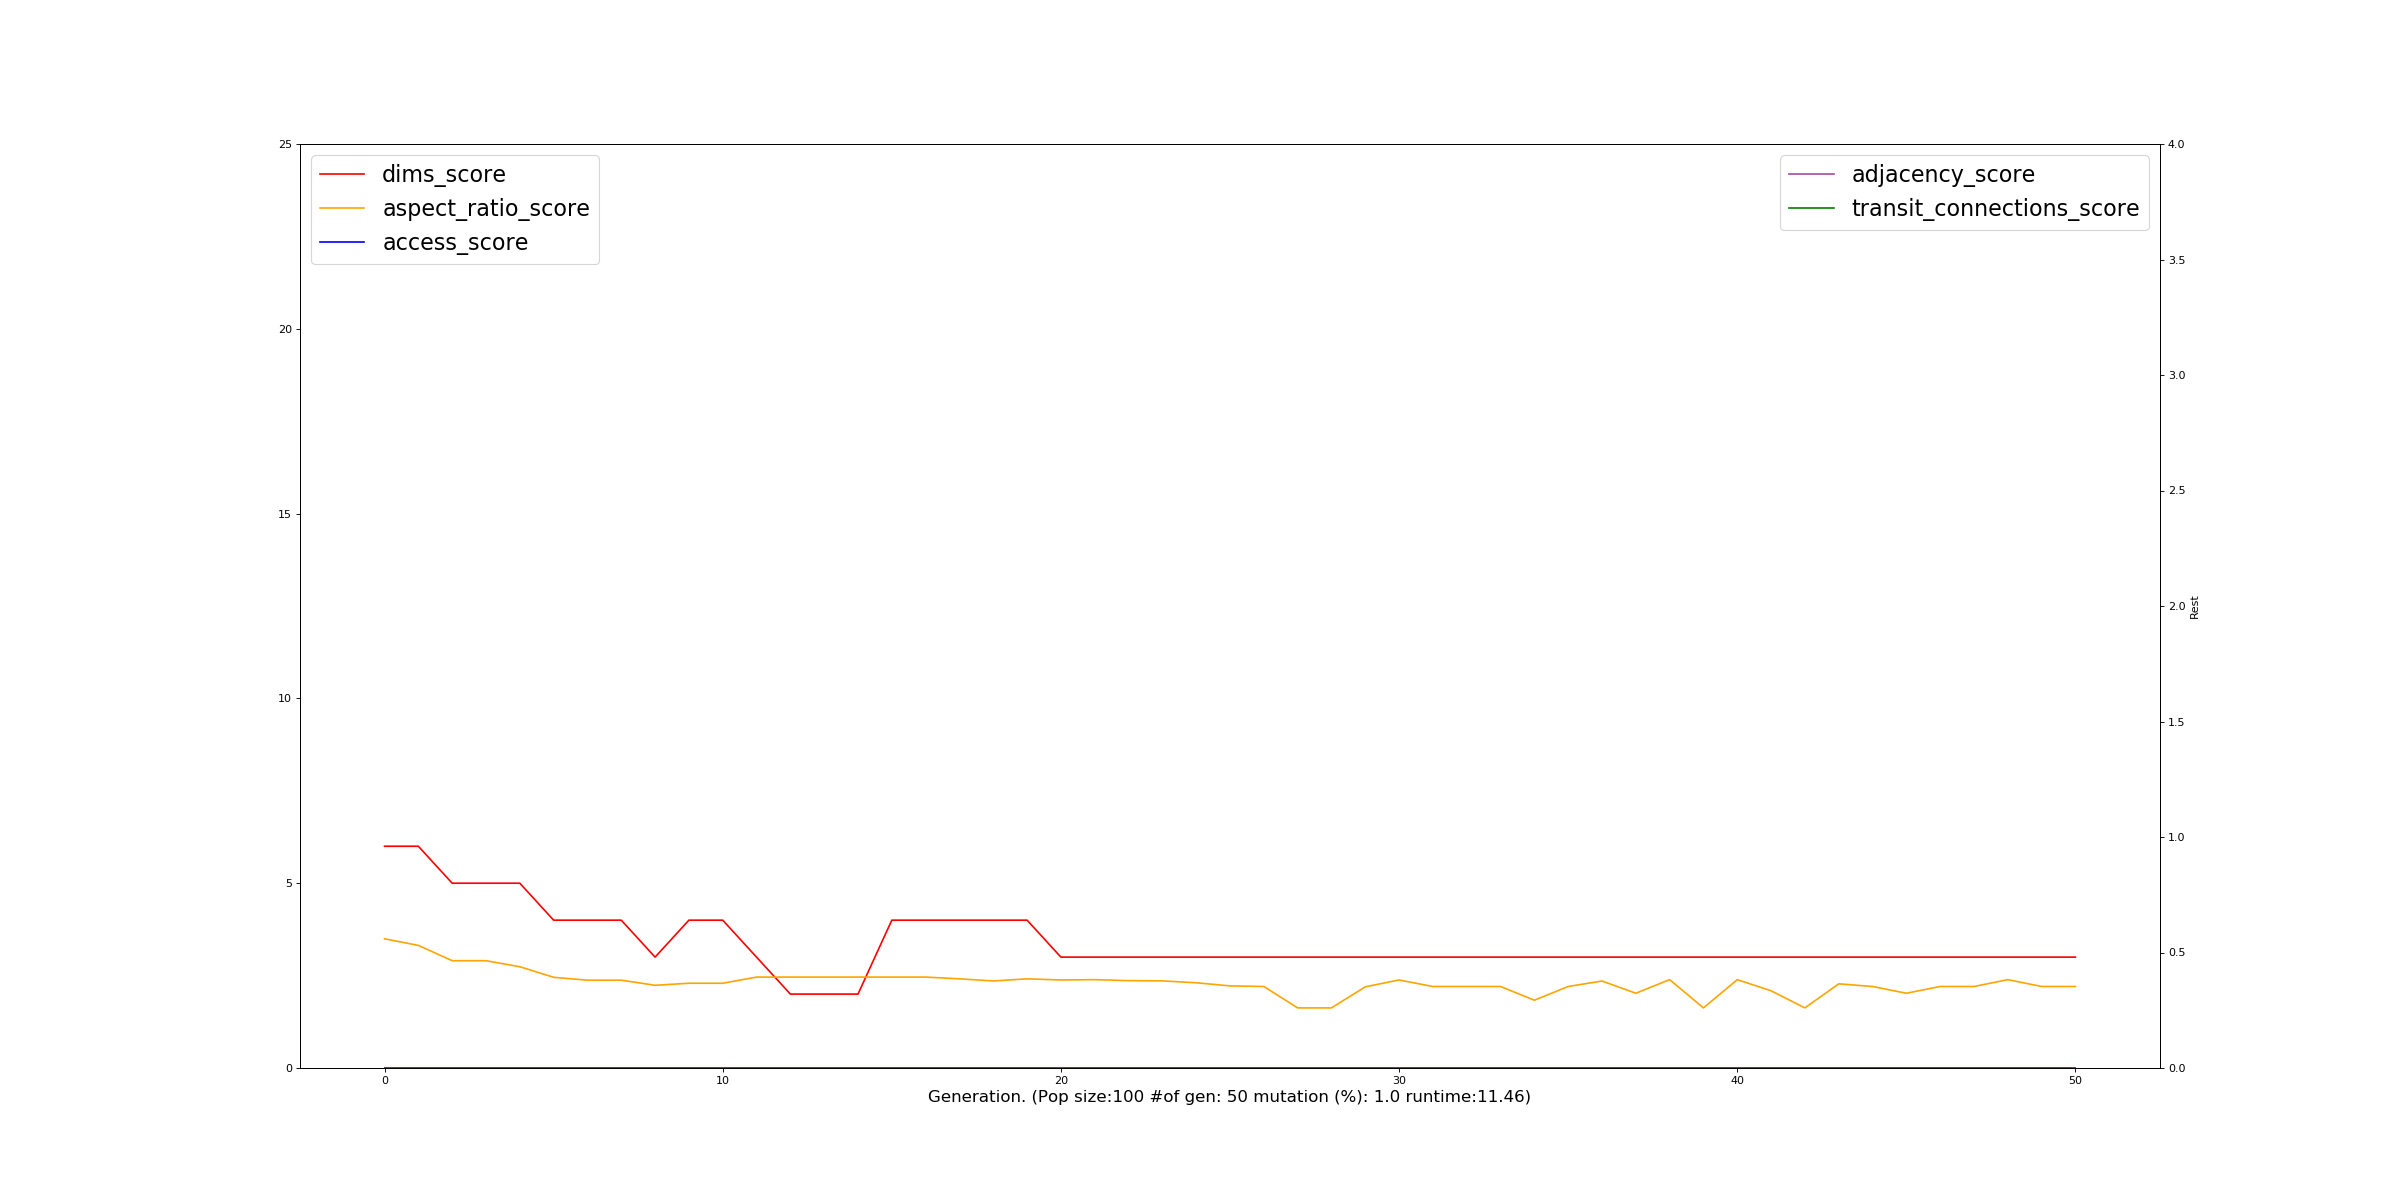 dims_score
aspect_ratio_score
access_score
adjacency_score
transit_connections_score
25
20
15
10
5
0
4.0
3.5
3.0
2.5
2.0
1.5
1.0
0.5
0.0
Rest
0 10 20 30 40 50
Generation. (Pop size:100 #of gen: 50 mutation (%): 1.0 runtime:11.46)